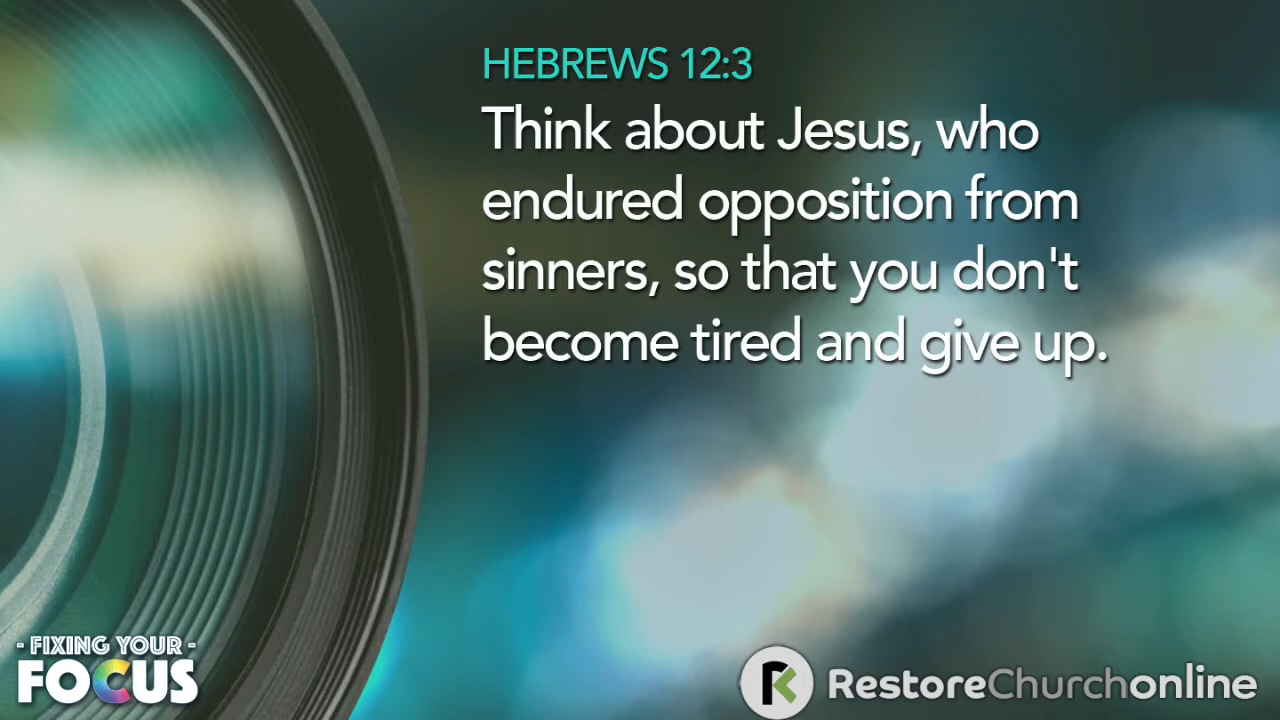 HEBREWS 12:3
Think about Jesus, who
endured opposition from
sinners, so that you don't
become tired and give up.
- FIXING YOUR -
FOCUS
RestoreChurchonline